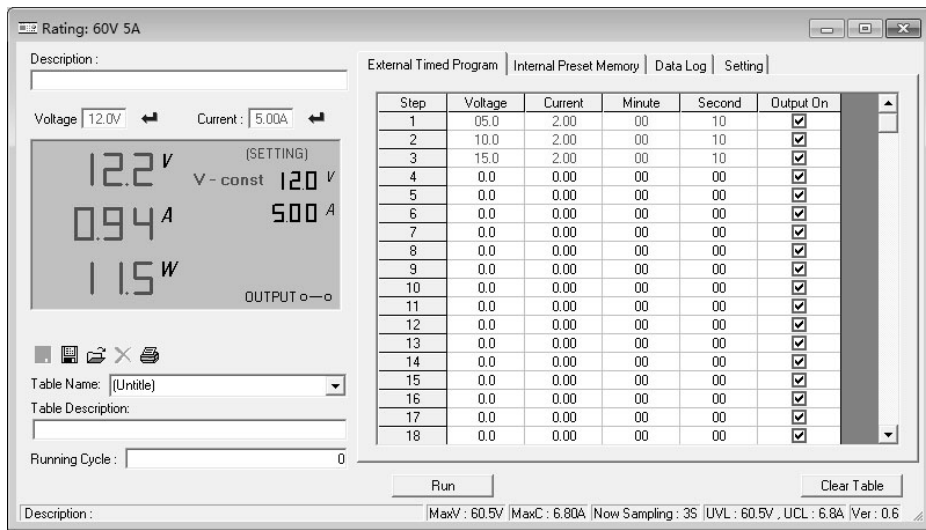 Rating: 60V 5A
Description :
Voltage 12.0V Current : 5.00A
12.2 V
(SETTING)
V - const 12.0 V
0.94 A
5.00 A
11.5 W
OUTPUT
Table Name: (Untitle)
Table Description:
Running Cycle : 0
External Timed Program Internal Preset Memory Data Log Setting
Step Voltage Current Minute Second Output On
1 05.0 2.00 00 10
2 10.0 2.00 00 10
3 15.0 2.00 00 10
4 0.0 0.00 00 00
5 0.0 0.00 00 00
6 0.0 0.00 00 00
7 0.0 0.00 00 00
8 0.0 0.00 00 00
9 0.0 0.00 00 00
10 0.0 0.00 00 00
11 0.0 0.00 00 00
12 0.0 0.00 00 00
13 0.0 0.00 00 00
14 0.0 0.00 00 00
15 0.0 0.00 00 00
16 0.0 0.00 00 00
17 0.0 0.00 00 00
18 0.0 0.00 00 00
Run Clear Table
Description : MaxV : 60.5V MaxC : 6.80A Now Sampling : 3S UVL : 60.5V , UCL : 6.8A Ver : 0.6